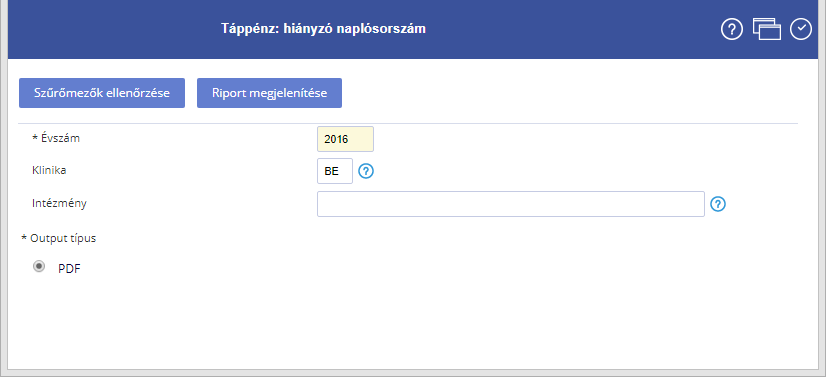 Táppénz: hiányzó naplósorszám
Szűrőmezők ellenőrzése
Riport megjelenítése
* Évszám
2016
Klinika
BE
Intézmény
* Output típus
PDF